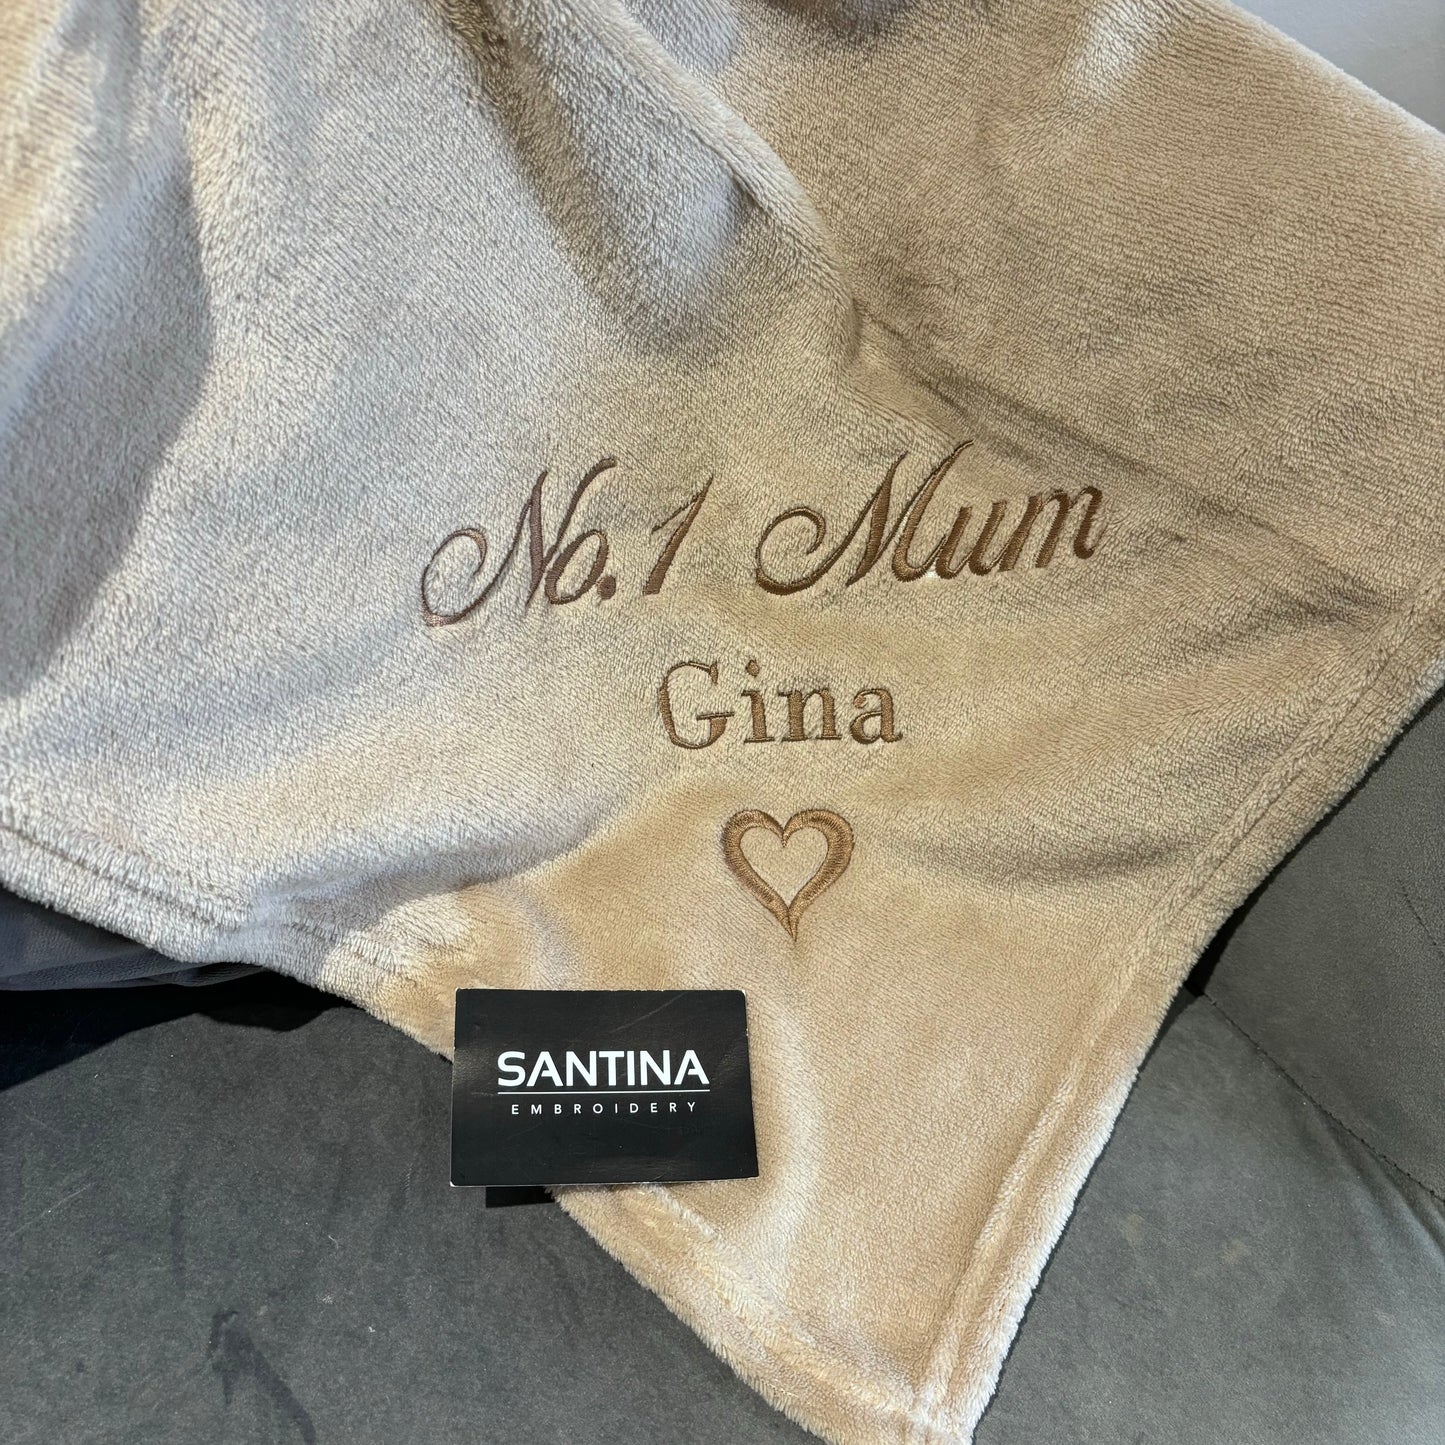 No. 1 Mum
Gina
SANTINA
EMBROIDERY